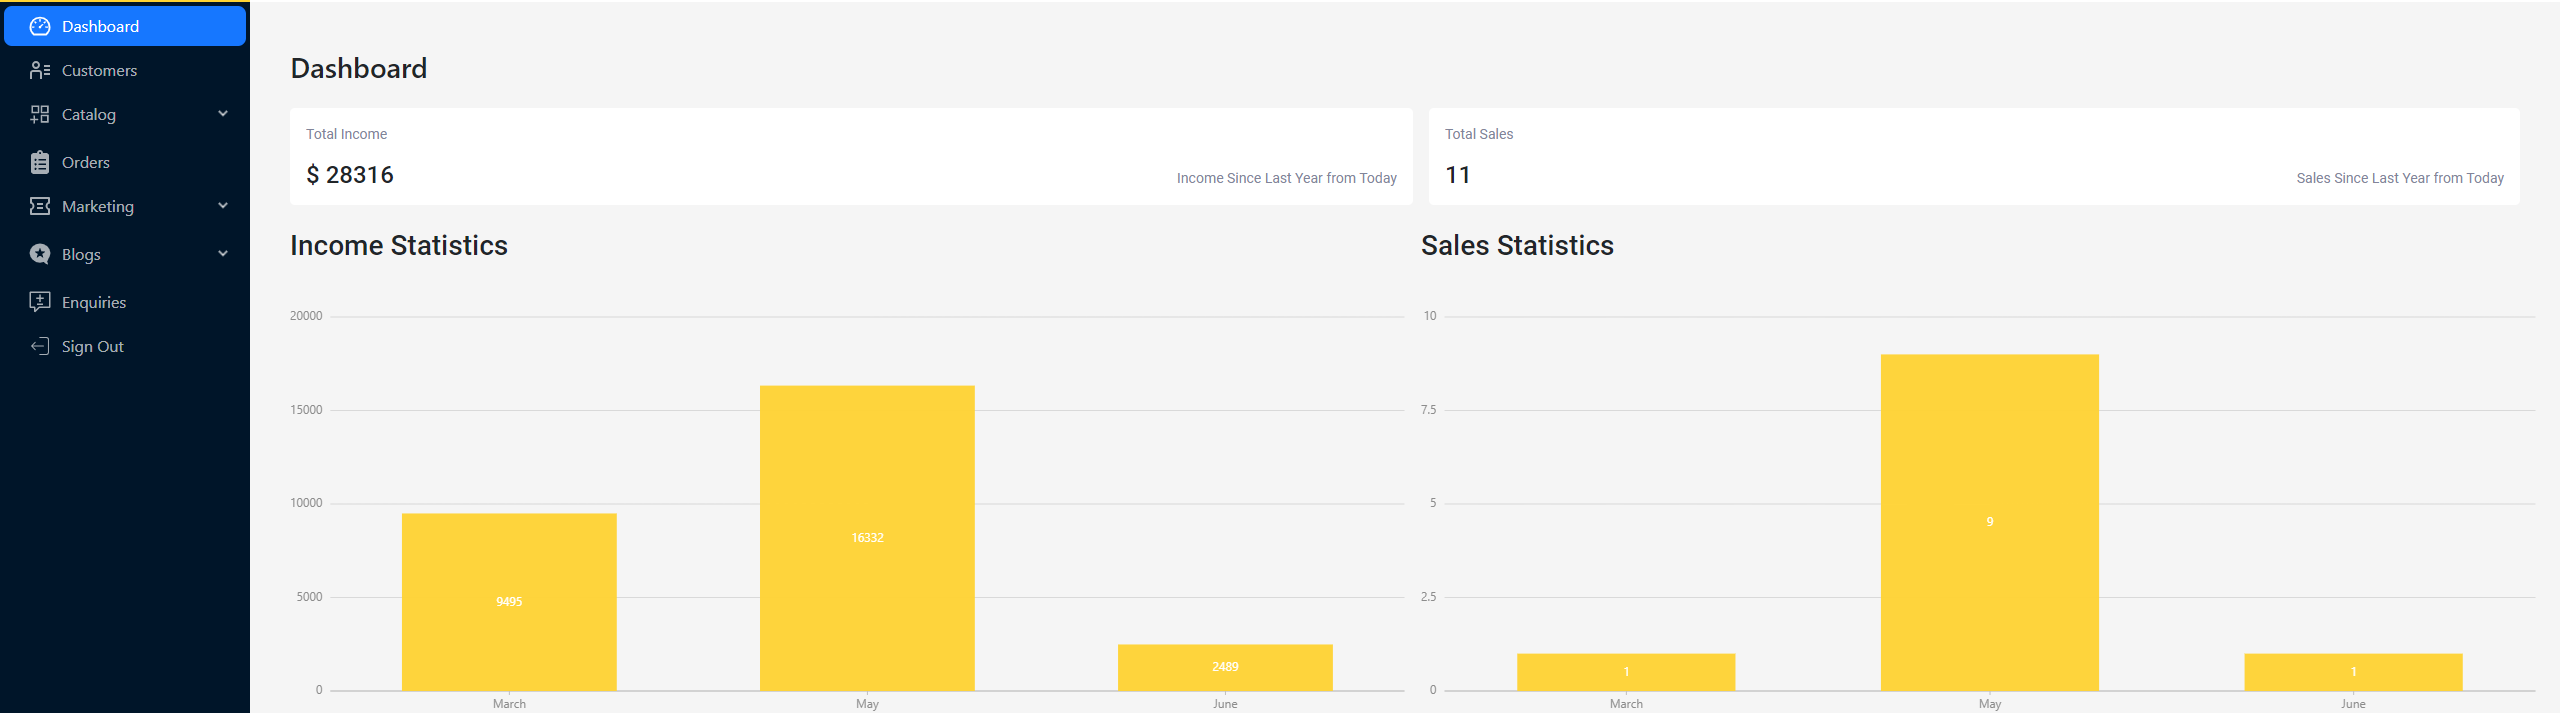 Dashboard
Customers
Catalog
Orders
Marketing
Blogs
Enquiries
Sign Out
Dashboard
Total Income
$ 28316
Income Since Last Year from Today
Total Sales
11
Sales Since Last Year from Today
Income Statistics
20000
15000
10000
5000
0
9495
16332
2489
March
May
June
Sales Statistics
10
7.5
5
2.5
0
1
9
1
March
May
June